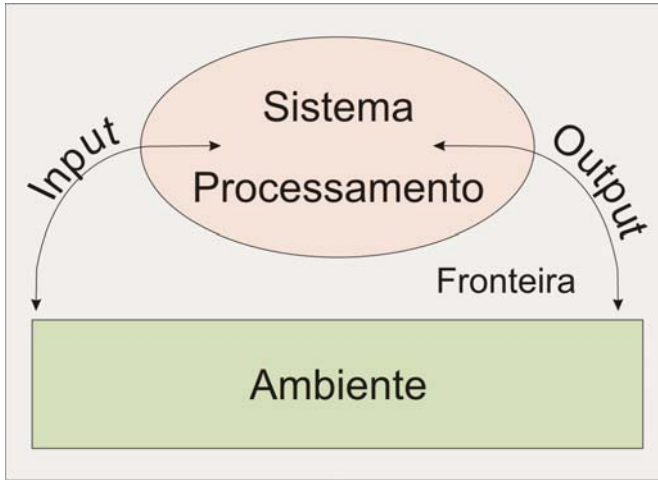 Sistema
Input
Output
Processamento
Fronteira
Ambiente